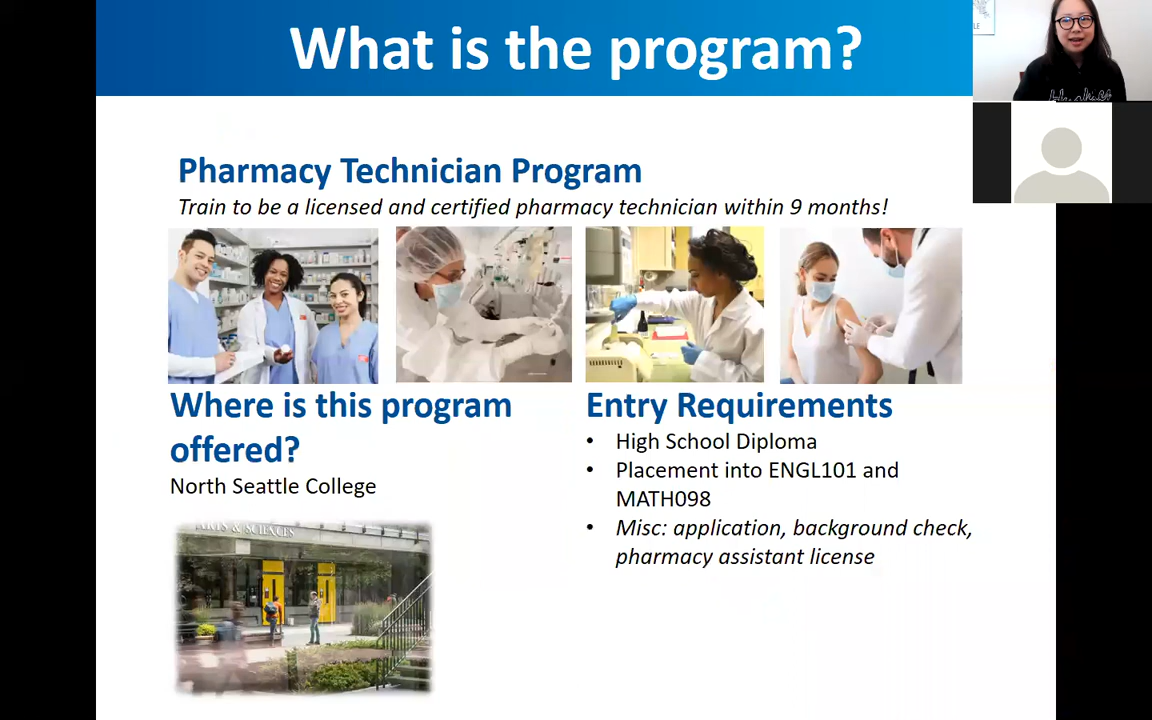 What is the program?
Pharmacy Technician Program
Train to be a licensed and certified pharmacy technician within 9 months!
Where is this program
offered?
North Seattle College
ARTS & SCIENCES
Entry Requirements
• High School Diploma
• Placement into ENGL101 and
MATH098
• Misc: application, background check,
pharmacy assistant license